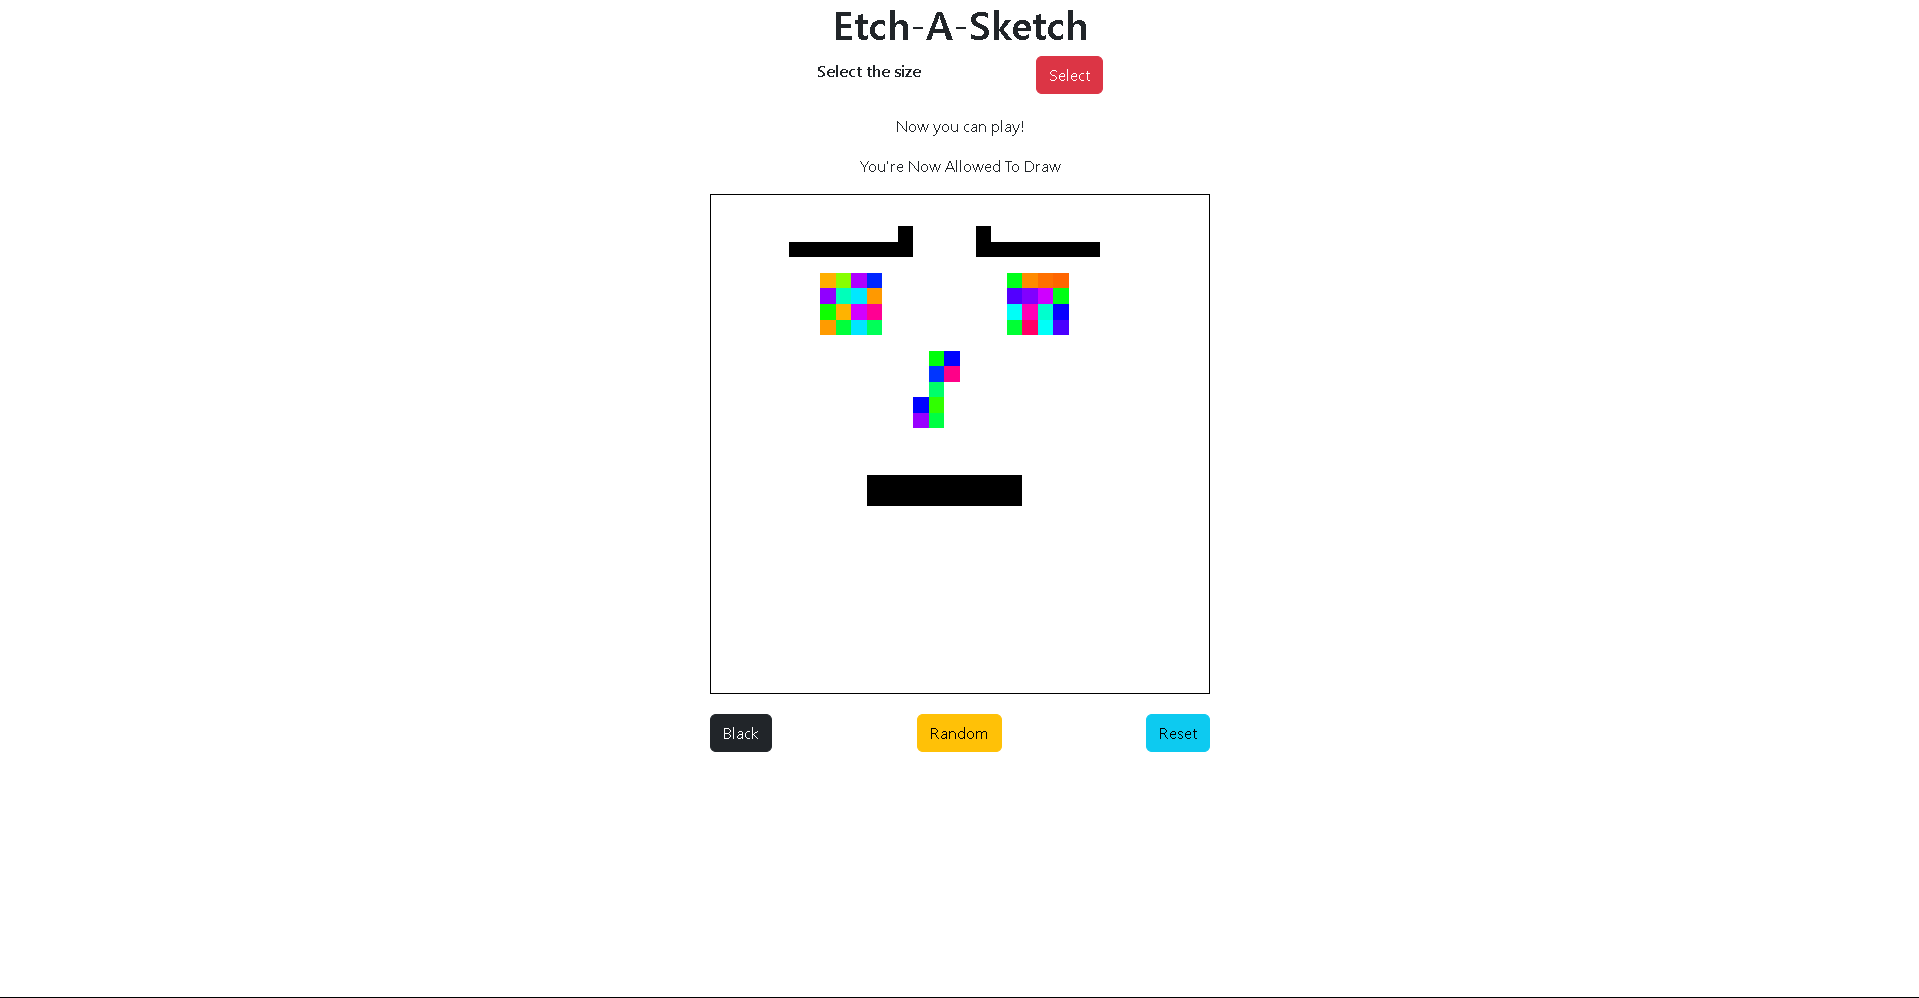 Etch-A-Sketch
Select the size
Select
Now you can play!
You're Now Allowed To Draw
Black
Random
Reset